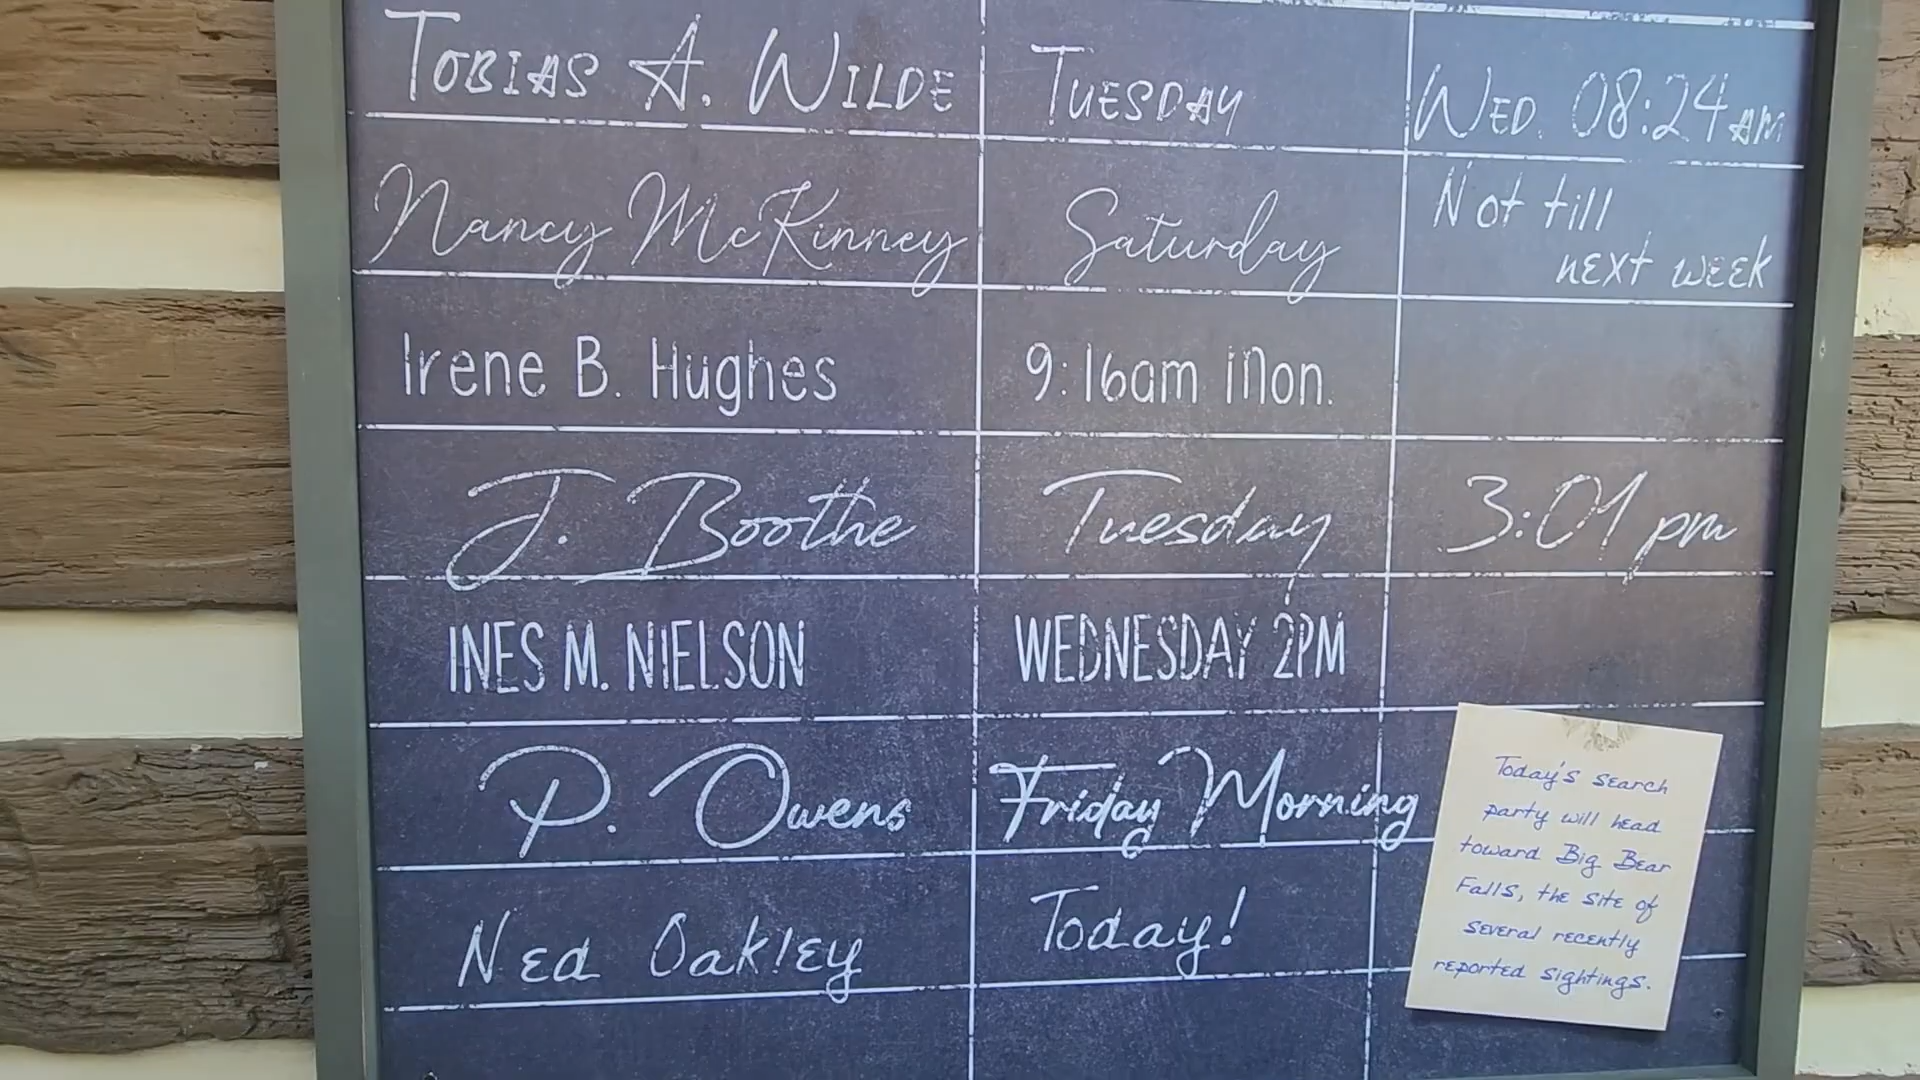 TOBIAS A. WILDE TUESDAY WED. 08:24 AM
Nancy McKinney Saturday Not till
next week
Irene B. Hughes 9:16am Mon.
J. Boothe Tuesday 3:01 pm
INES M. NIELSON WEDNESDAY 2PM
P. Owens Friday Morning
Ned Oakley Today!
Today's search
party will head
toward Big Bear
Falls, the site of
several recently
reported sightings.